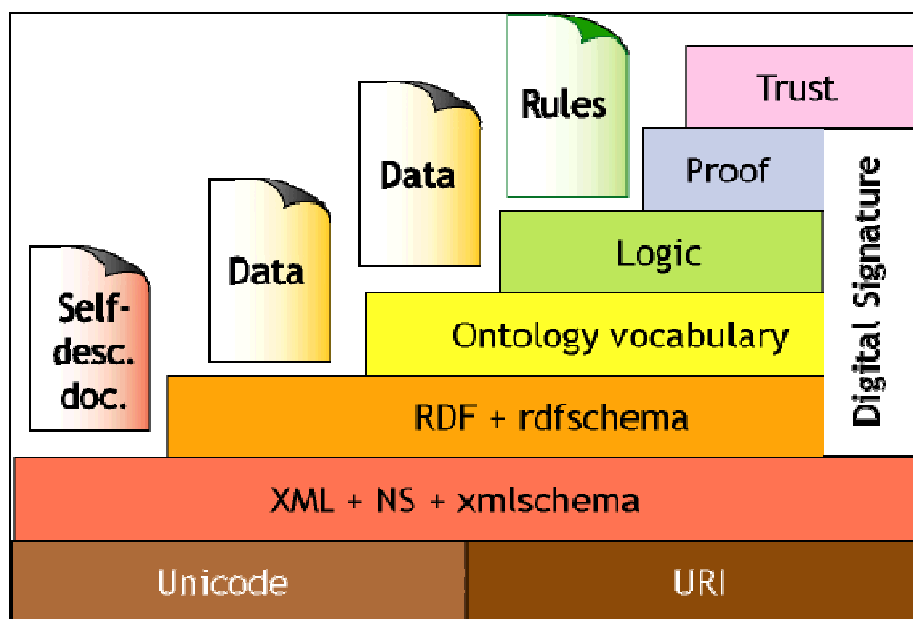 Trust
Rules
Proof
Data
Logic
Data
Self-
desc.
doc.
Ontology vocabulary
Digital Signature
RDF + rdfschema
XML + NS + xmlschema
Unicode
URI